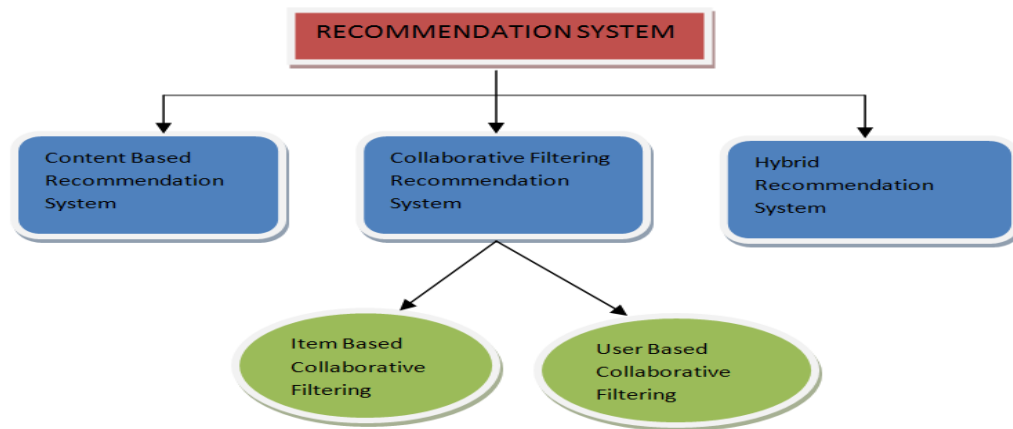 RECOMMENDATION SYSTEM
Content Based
Recommendation
System
Collaborative Filtering
Recommendation
System
Hybrid
Recommendation
System
Item Based
Collaborative
Filtering
User Based
Collaborative
Filtering